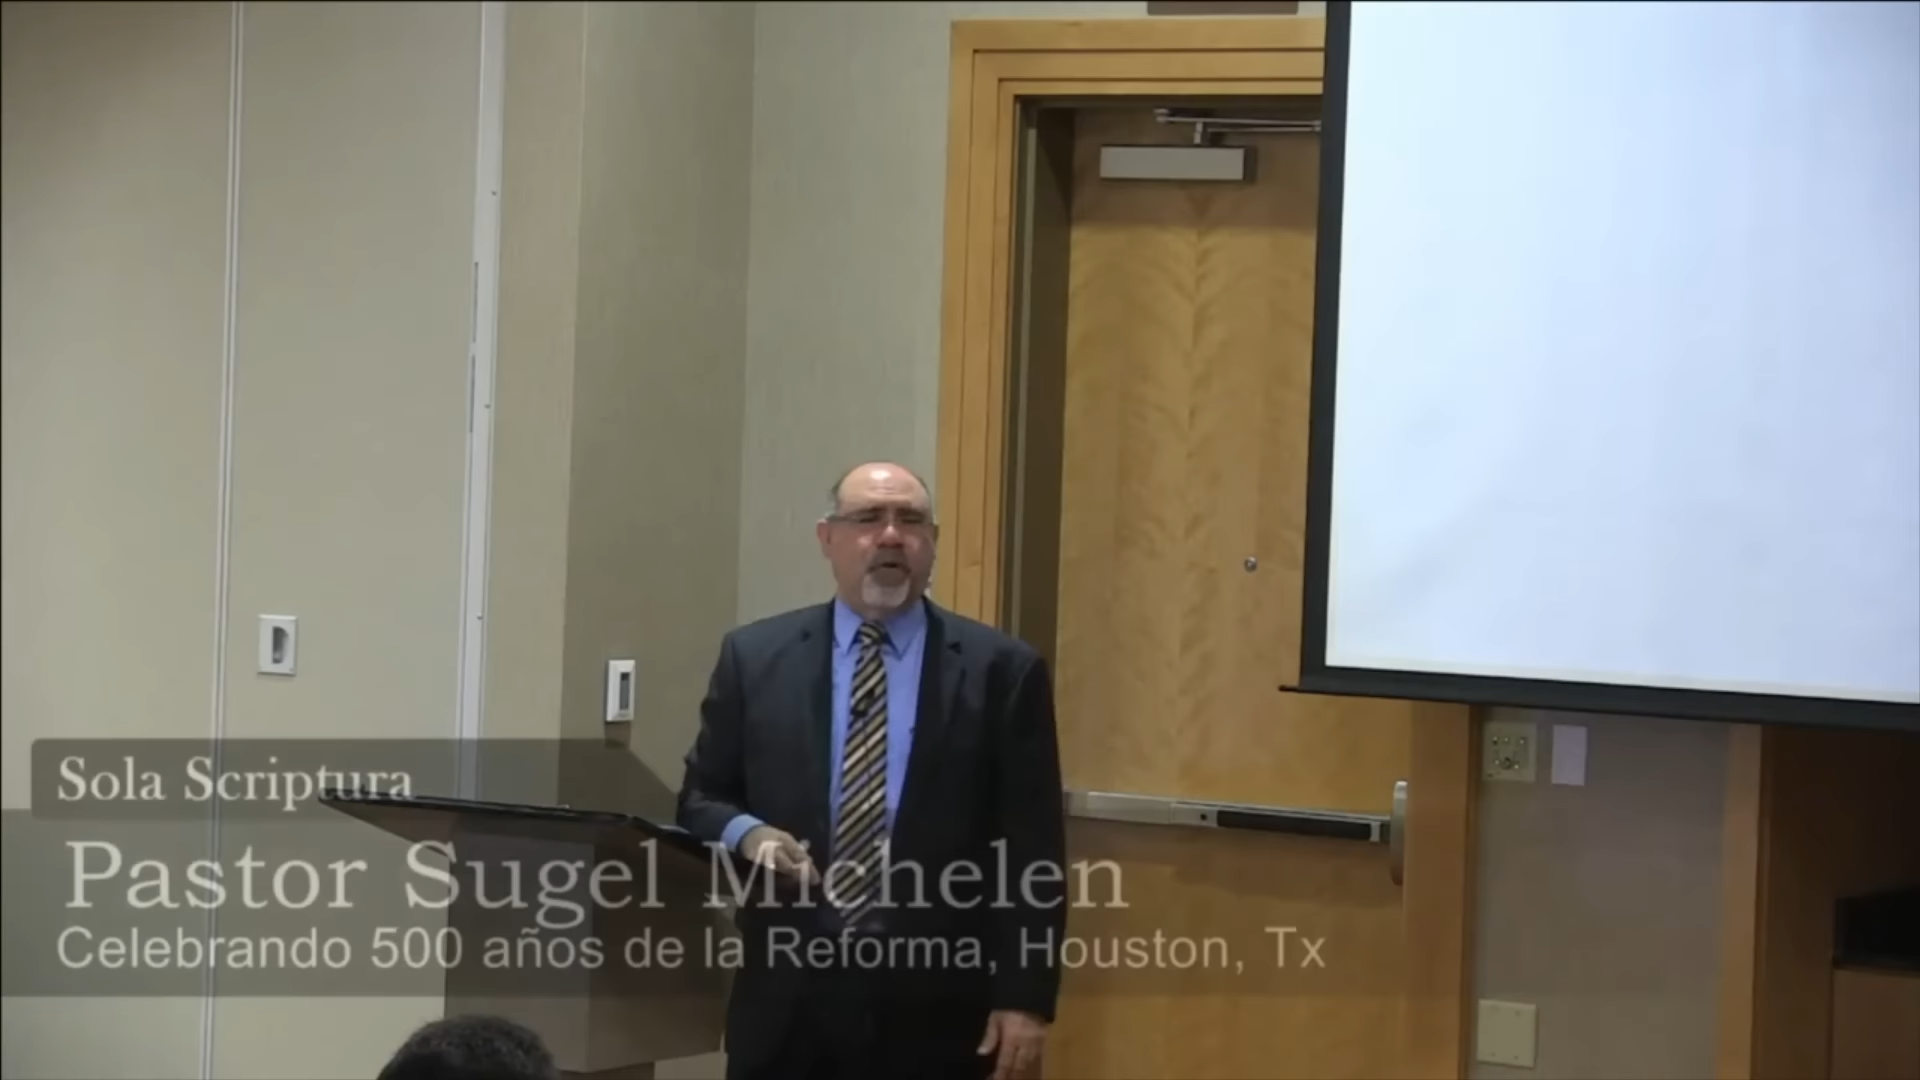 Sola Scriptura
Pastor Sugel Michelen
Celebrando 500 años de la Reforma, Houston, Tx